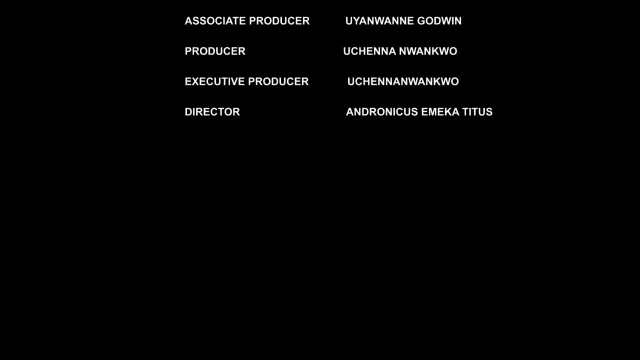 ASSOCIATE PRODUCER UYANWANNE GODWIN
PRODUCER UCHENNA NWANKWO
EXECUTIVE PRODUCER UCHENNANWANKWO
DIRECTOR ANDRONICUS EMEKA TITUS